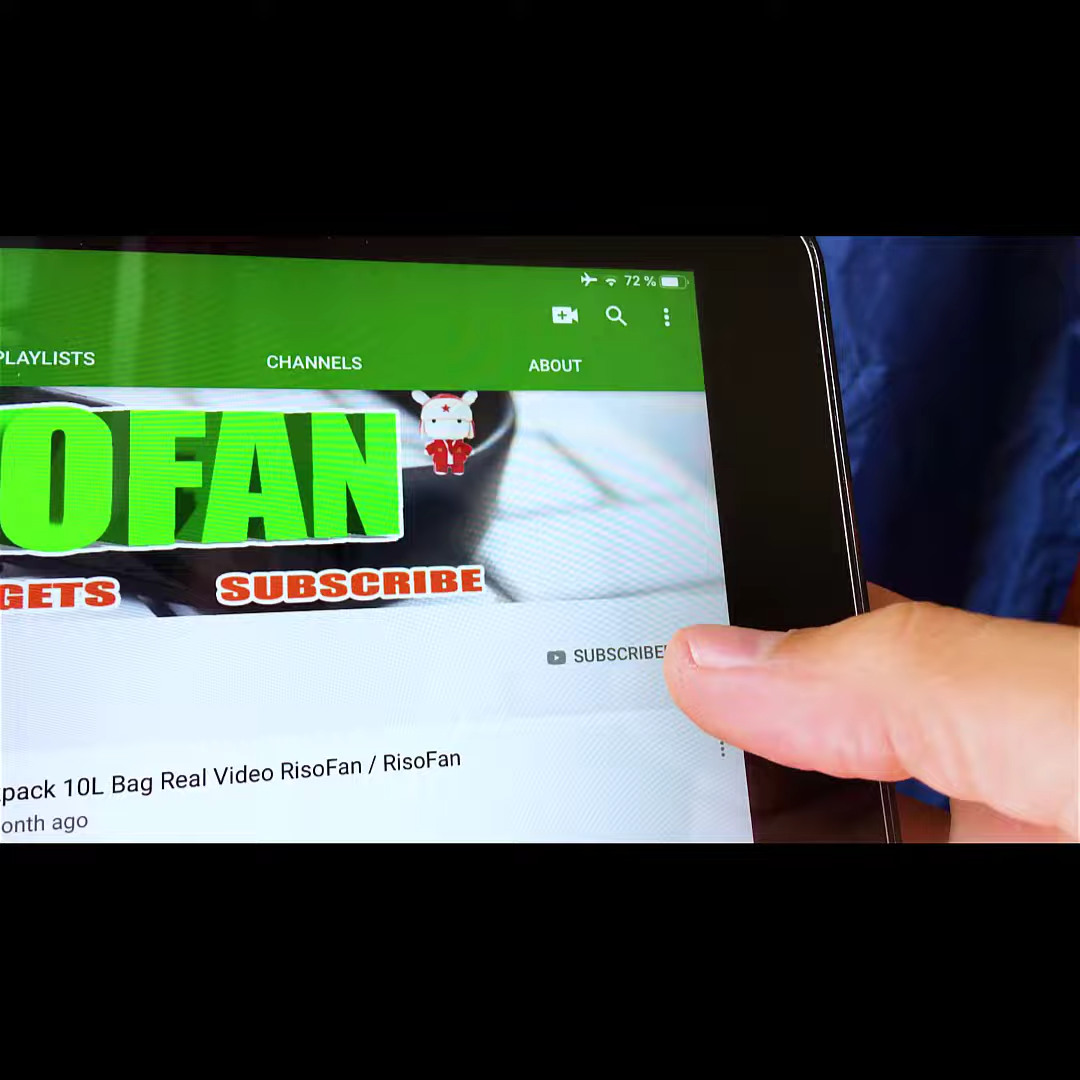 72 %
PLAYLISTS CHANNELS ABOUT
OFAN
GETS SUBSCRIBE
SUBSCRIBE
pack 10L Bag Real Video RisoFan / RisoFan
onth ago